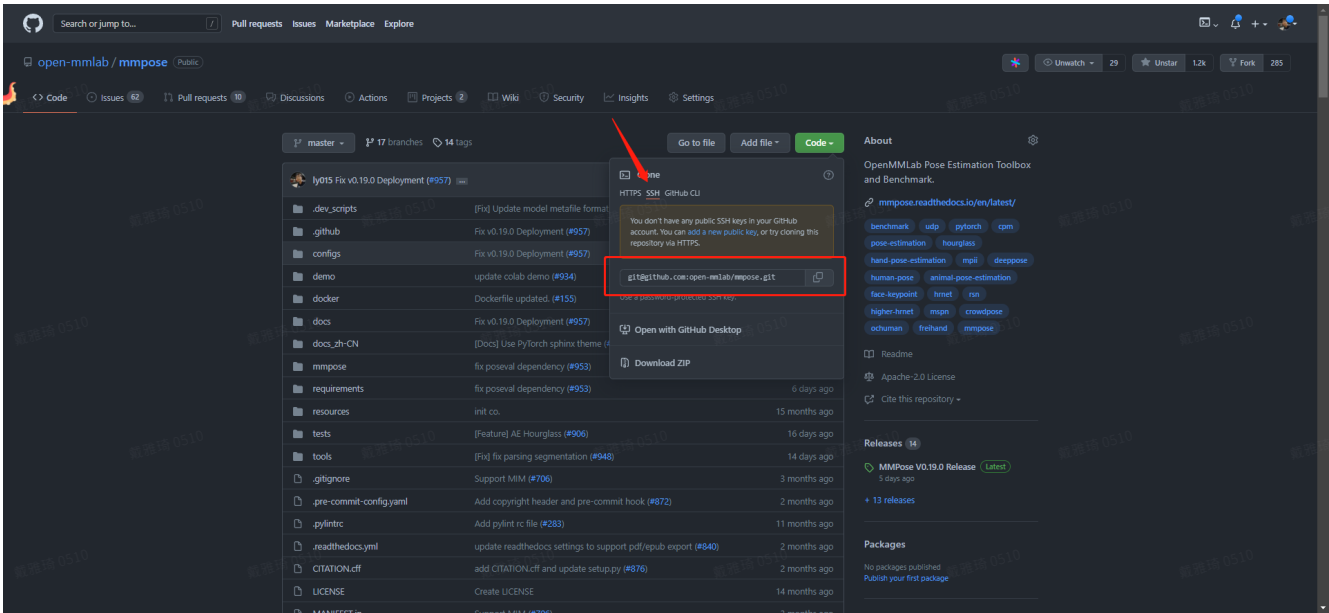 Search or jump to... /
Pull requests Issues Marketplace Explore
open-mmlab / mmpose Public
Unwatch 29 Unstar 1.2k Fork 285
Code Issues 62 Pull requests 10 Discussions Actions Projects 2 Wiki Security Insights Settings
master 17 branches 14 tags
Go to file Add file Code
ly015 Fix v0.19.0 Deployment (#957) ...
.dev_scripts [Fix] Update model metafile format
.github Fix v0.19.0 Deployment (#957)
configs Fix v0.19.0 Deployment (#957)
demo update colab demo (#934)
docker Dockerfile updated. (#155)
docs Fix v0.19.0 Deployment (#957)
docs_zh-CN [Docs] Use PyTorch sphinx theme (#
mmpose fix poseval dependency (#953)
requirements fix poseval dependency (#953) 6 days ago
resources init co. 15 months ago
tests [Feature] AE Hourglass (#906) 16 days ago
tools [Fix] fix parsing segmentation (#948) 14 days ago
.gitignore Support MIM (#706) 3 months ago
.pre-commit-config.yaml Add copyright header and pre-commit hook (#872) 2 months ago
.pylintrc Add pylint rc file (#283) 11 months ago
.readthedocs.yml update readthedocs settings to support pdf/epub export (#840) 2 months ago
CITATION.cff add CITATION.cff and update setup.py (#876) 2 months ago
LICENSE Create LICENSE 14 months ago
MANIFEST.in Support MIM (#706) 3 months ago
Clone
HTTPS SSH GitHub CLI
You don't have any public SSH keys in your GitHub
account. You can add a new public key, or try cloning this
repository via HTTPS.
git@github.com:open-mmlab/mmpose.git
Use a password-protected SSH key.
Open with GitHub Desktop
Download ZIP
About
OpenMMLab Pose Estimation Toolbox
and Benchmark.
mmpose.readthedocs.io/en/latest/
benchmark udp pytorch cpm
pose-estimation hourglass
hand-pose-estimation mpii deeppose
human-pose animal-pose-estimation
face-keypoint hrnet rsn
higher-hrnet mspn crowdpose
ochuman freihand mmpose
Readme
Apache-2.0 License
Cite this repository
Releases 14
MMPose V0.19.0 Release Latest
5 days ago
+ 13 releases
Packages
No packages published
Publish your first package